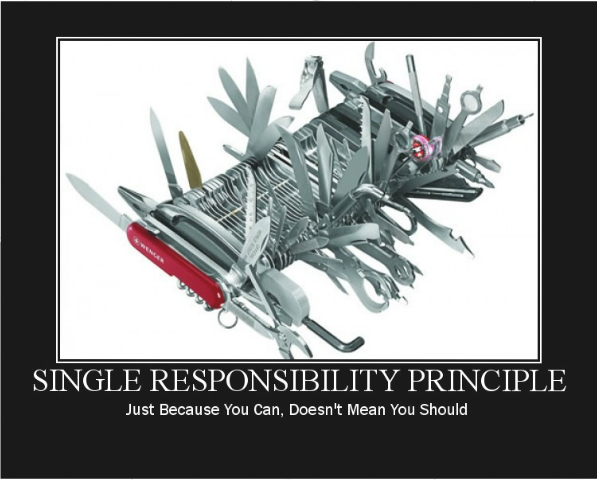 WENGER
SINGLE RESPONSIBILITY PRINCIPLE
Just Because You Can, Doesn't Mean You Should